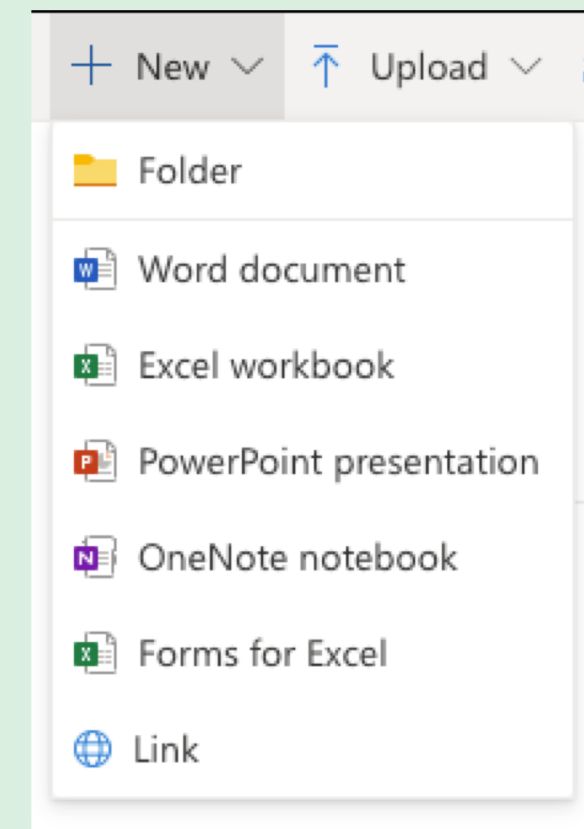 New Upload
Folder
W Word document
X Excel workbook
P PowerPoint presentation
N OneNote notebook
X Forms for Excel
Link